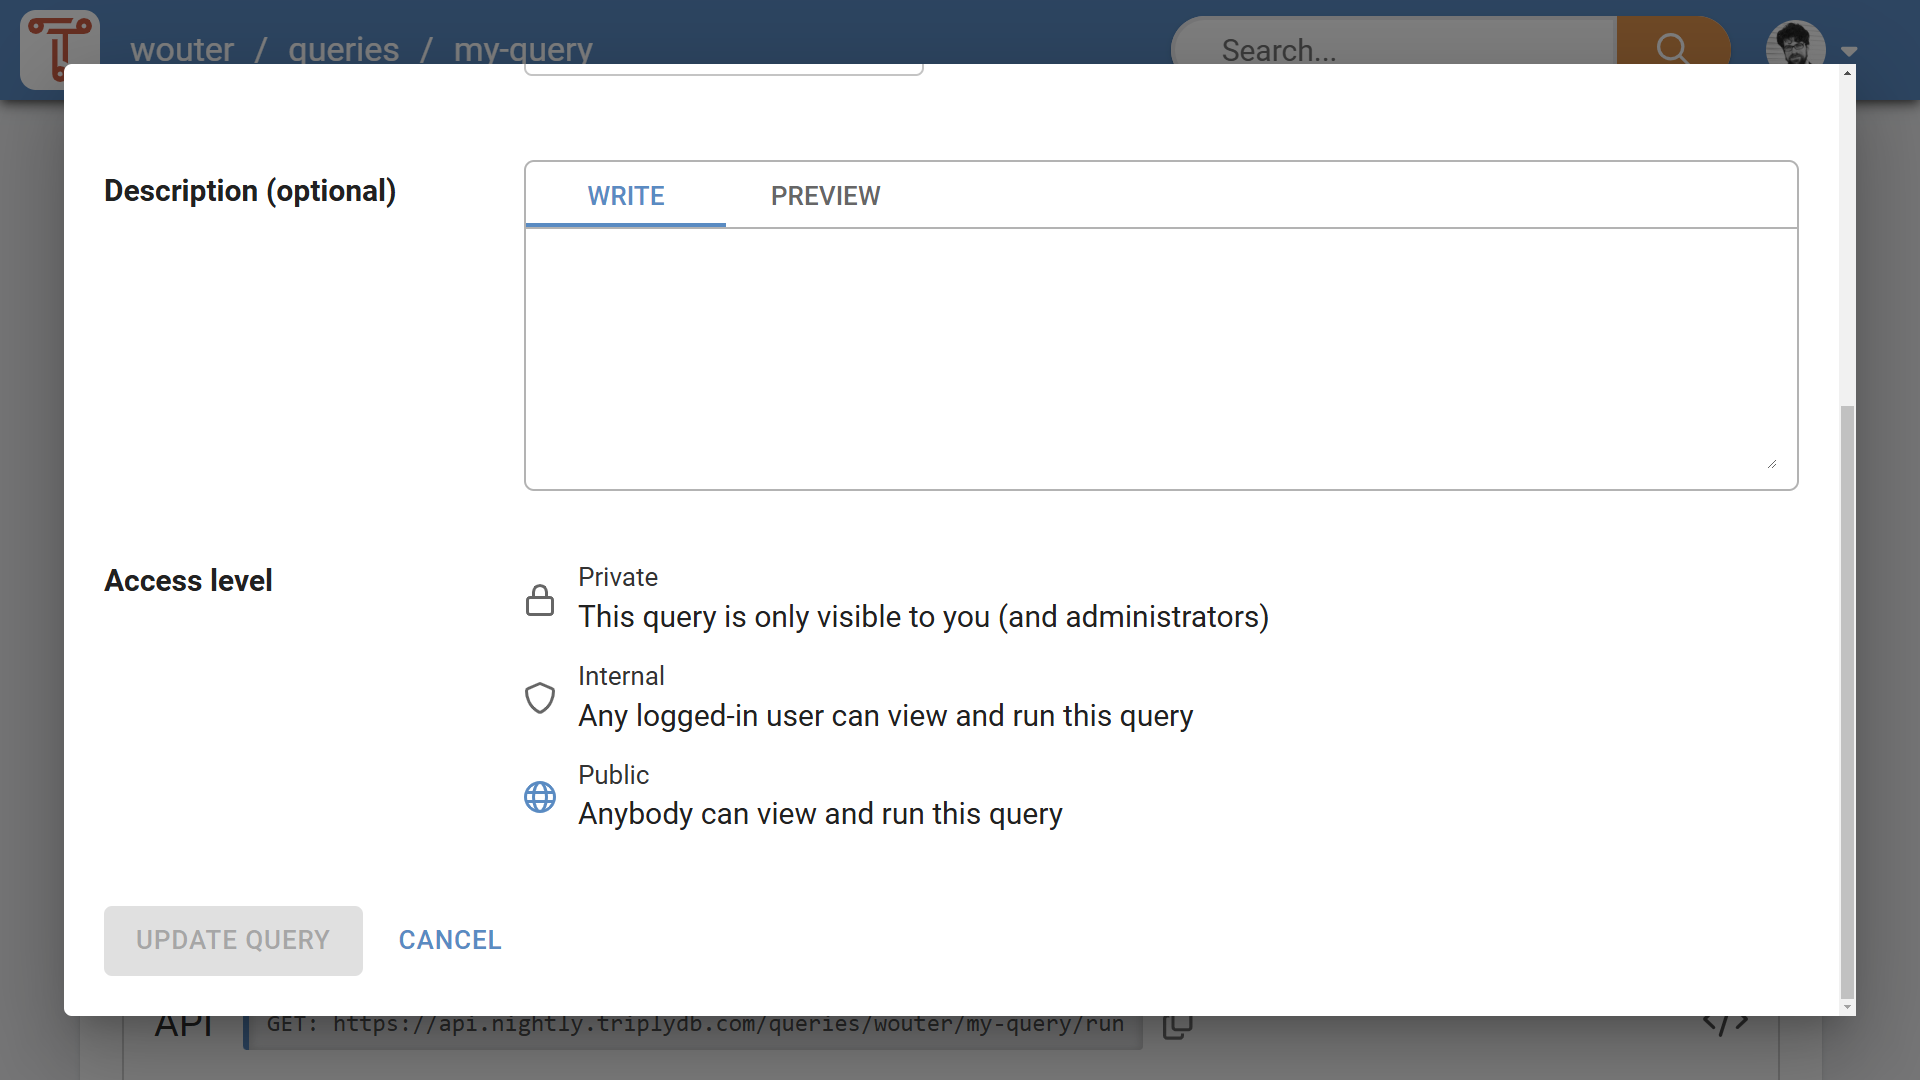 wouter / queries / my-query
Search...
Description (optional)
WRITE
PREVIEW
Access level
Private
This query is only visible to you (and administrators)
Internal
Any logged-in user can view and run this query
Public
Anybody can view and run this query
UPDATE QUERY
CANCEL
API
GET: https://api.nightly.triplydb.com/queries/wouter/my-query/run